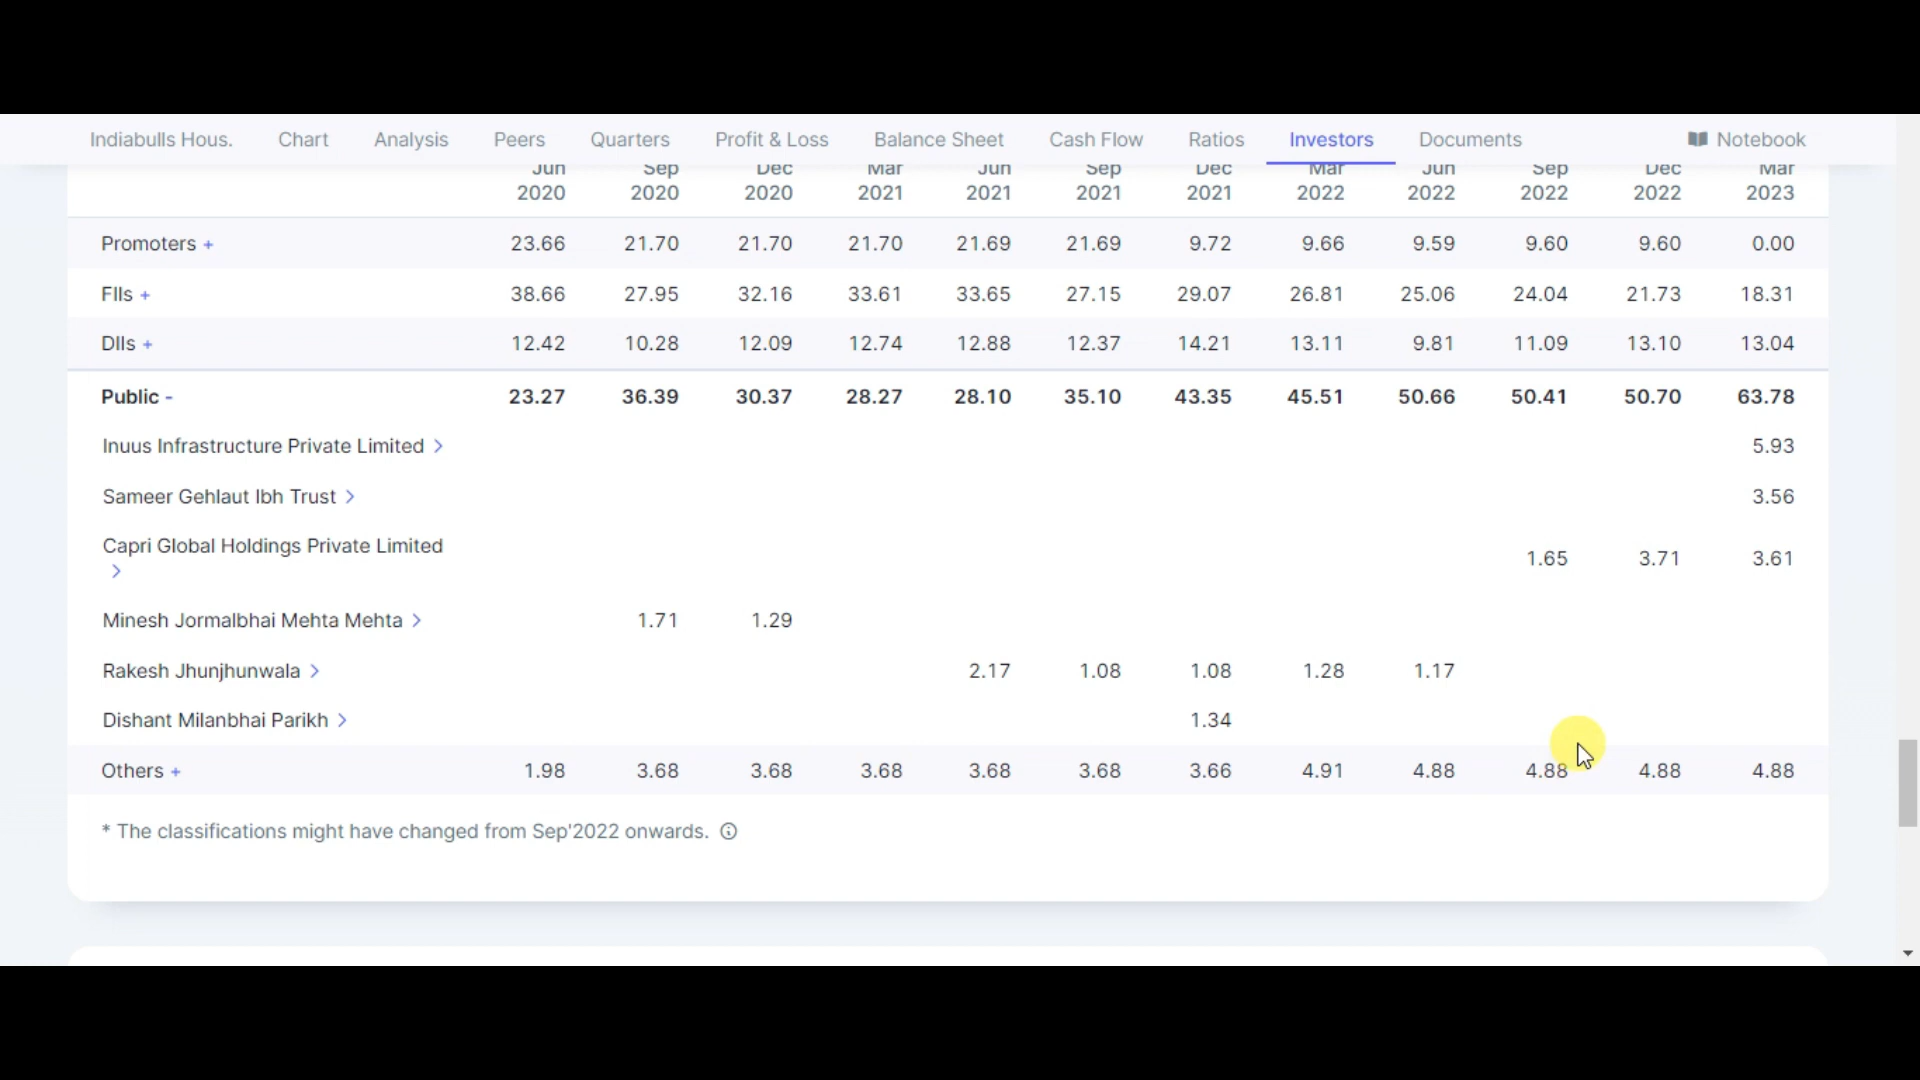 Indiabulls Hous. Chart Analysis Peers Quarters Profit & Loss Balance Sheet Cash Flow Ratios Investors Documents Notebook
Jun Sep Dec Mar Jun Sep Dec Mar Jun Sep Dec Mar
2020 2020 2020 2021 2021 2021 2021 2022 2022 2022 2022 2023
Promoters + 23.66 21.70 21.70 21.70 21.69 21.69 9.72 9.66 9.59 9.60 9.60 0.00
FIIs + 38.66 27.95 32.16 33.61 33.65 27.15 29.07 26.81 25.06 24.04 21.73 18.31
DIIs + 12.42 10.28 12.09 12.74 12.88 12.37 14.21 13.11 9.81 11.09 13.10 13.04
Public - 23.27 36.39 30.37 28.27 28.10 35.10 43.35 45.51 50.66 50.41 50.70 63.78
Inuus Infrastructure Private Limited > 5.93
Sameer Gehlaut Ibh Trust > 3.56
Capri Global Holdings Private Limited
> 1.65 3.71 3.61
Minesh Jormalbhai Mehta Mehta > 1.71 1.29
Rakesh Jhunjhunwala > 2.17 1.08 1.08 1.28 1.17
Dishant Milanbhai Parikh > 1.34
Others + 1.98 3.68 3.68 3.68 3.68 3.68 3.66 4.91 4.88 4.88 4.88 4.88
* The classifications might have changed from Sep'2022 onwards.